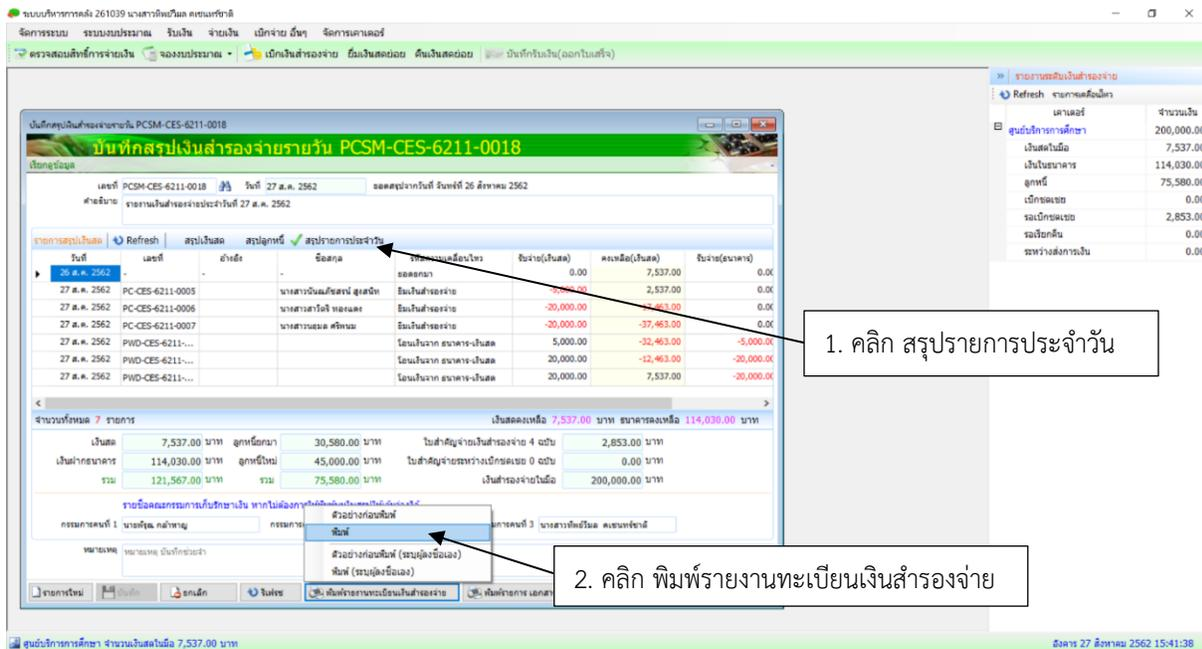 ระบบบริหารการคลัง 261039 นางสาวทิพย์วิมล คเชนทร์ชาติ
จัดการระบบ ระบบงบประมาณ รับเงิน จ่ายเงิน เบิกจ่าย อื่นๆ จัดการเคาเตอร์
ตรวจสอบสิทธิ์การจ่ายเงิน จองงบประมาณ เบิกเงินสำรองจ่าย ยืมเงินสดย่อย คืนเงินสดย่อย บันทึกรับเงิน(ออกใบเสร็จ)
รายงานระดับเงินสำรองจ่าย
Refresh รายการเคลื่อนไหว
เคาเตอร์ จำนวนเงิน
ศูนย์บริการการศึกษา 200,000.00
เงินสดในมือ 7,537.00
เงินในธนาคาร 114,030.00
ลูกหนี้ 75,580.00
เบิกชดเชย 0.00
รอเบิกชดเชย 2,853.00
รอเรียกคืน 0.00
ระหว่างส่งการเงิน 0.00
บันทึกสรุปเงินสำรองจ่ายรายวัน PCSM-CES-6211-0018
บันทึกสรุปเงินสำรองจ่ายรายวัน PCSM-CES-6211-0018
เรียกดูข้อมูล
เลขที่ PCSM-CES-6211-0018 วันที่ 27 ส.ค. 2562 ยอดสรุปจากวันที่ จันทร์ที่ 26 สิงหาคม 2562
คำอธิบาย รายงานเงินสำรองจ่ายประจำวันที่ 27 ส.ค. 2562
รายการสรุปเงินสด Refresh สรุปเงินสด สรุปลูกหนี้ สรุปรายการประจำวัน
วันที่ เลขที่ อ้างถึง ชื่อสกุล รหัสความเคลื่อนไหว รับจ่าย(เงินสด) คงเหลือ(เงินสด) รับจ่าย(ธนาคาร)
26 ส.ค. 2562 - - - ยอดยกมา 0.00 7,537.00 0.00
27 ส.ค. 2562 PC-CES-6211-0005 ยืมเงินสำรองจ่าย -5,000.00 2,537.00 0.00
27 ส.ค. 2562 PC-CES-6211-0006 ยืมเงินสำรองจ่าย -20,000.00 -17,463.00 0.00
27 ส.ค. 2562 PC-CES-6211-0007 ยืมเงินสำรองจ่าย -20,000.00 -37,463.00 0.00
27 ส.ค. 2562 PWD-CES-6211-... โอนเงินจาก ธนาคาร-เงินสด 5,000.00 -32,463.00 -5,000.00
27 ส.ค. 2562 PWD-CES-6211-... โอนเงินจาก ธนาคาร-เงินสด 20,000.00 -12,463.00 -20,000.00
27 ส.ค. 2562 PWD-CES-6211-... โอนเงินจาก ธนาคาร-เงินสด 20,000.00 7,537.00 -20,000.00
จำนวนทั้งหมด 7 รายการ เงินสดคงเหลือ 7,537.00 บาท ธนาคารคงเหลือ 114,030.00 บาท
เงินสด 7,537.00 บาท ลูกหนี้ยกมา 30,580.00 บาท ใบสำคัญจ่ายเงินสำรองจ่าย 4 ฉบับ 2,853.00 บาท
เงินฝากธนาคาร 114,030.00 บาท ลูกหนี้ใหม่ 45,000.00 บาท ใบสำคัญจ่ายระหว่างเบิกชดเชย 0 ฉบับ 0.00 บาท
รวม 121,567.00 บาท รวม 75,580.00 บาท เงินสำรองจ่ายในมือ 200,000.00 บาท
รายชื่อคณะกรรมการเก็บรักษาเงิน
กรรมการคนที่ 1 นายพิรุณ กล้าหาญ กรรมการคนที่ 3 นางสาวทิพย์วิมล คเชนทร์ชาติ
หมายเหตุ หมายเหตุ บันทึกช่วยจำ
ตัวอย่างก่อนพิมพ์
พิมพ์
ตัวอย่างก่อนพิมพ์ (ระบุผู้ลงชื่อเอง)
พิมพ์ (ระบุผู้ลงชื่อเอง)
รายการใหม่ บันทึก ยกเลิก รีเฟรช พิมพ์รายงานทะเบียนเงินสำรองจ่าย พิมพ์รายการ เอกสาร
1. คลิก สรุปรายการประจำวัน
2. คลิก พิมพ์รายงานทะเบียนเงินสำรองจ่าย
ศูนย์บริการการศึกษา จำนวนเงินสดในมือ 7,537.00 บาท อังคาร 27 สิงหาคม 2562 15:41:38